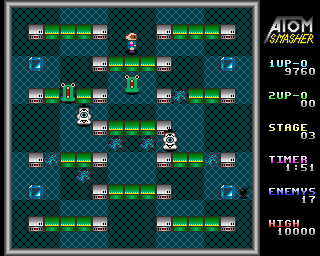 ATOM
SMASHER
1UP-0
9760
2UP-0
00
STAGE
03
TIMER
1:51
ENEMYS
17
HIGH
10000